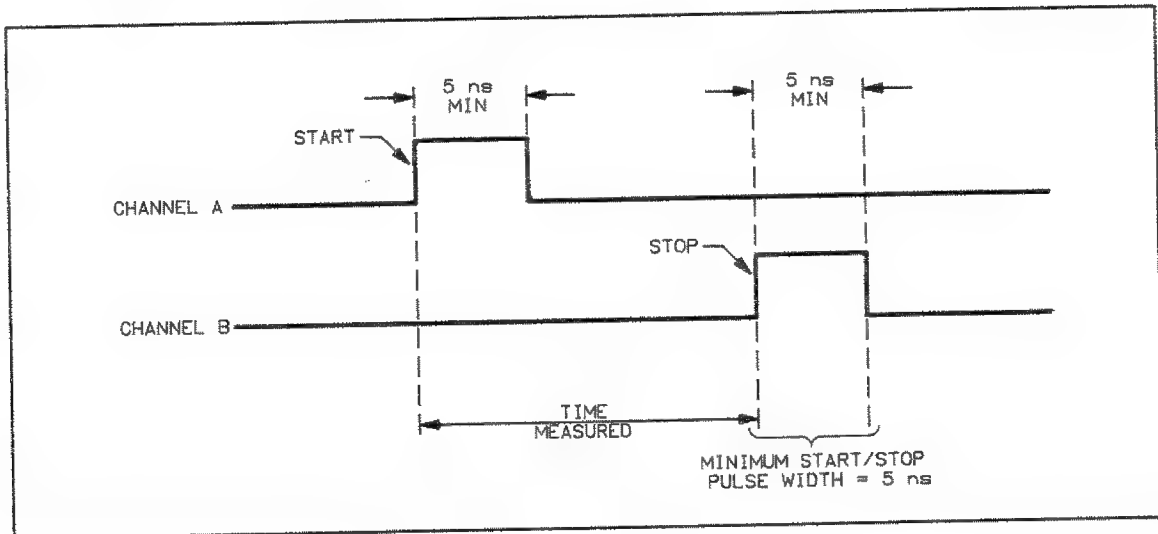 5 ns
MIN
5 ns
MIN
START
CHANNEL A
STOP
CHANNEL B
TIME
MEASURED
MINIMUM START/STOP
PULSE WIDTH = 5 ns